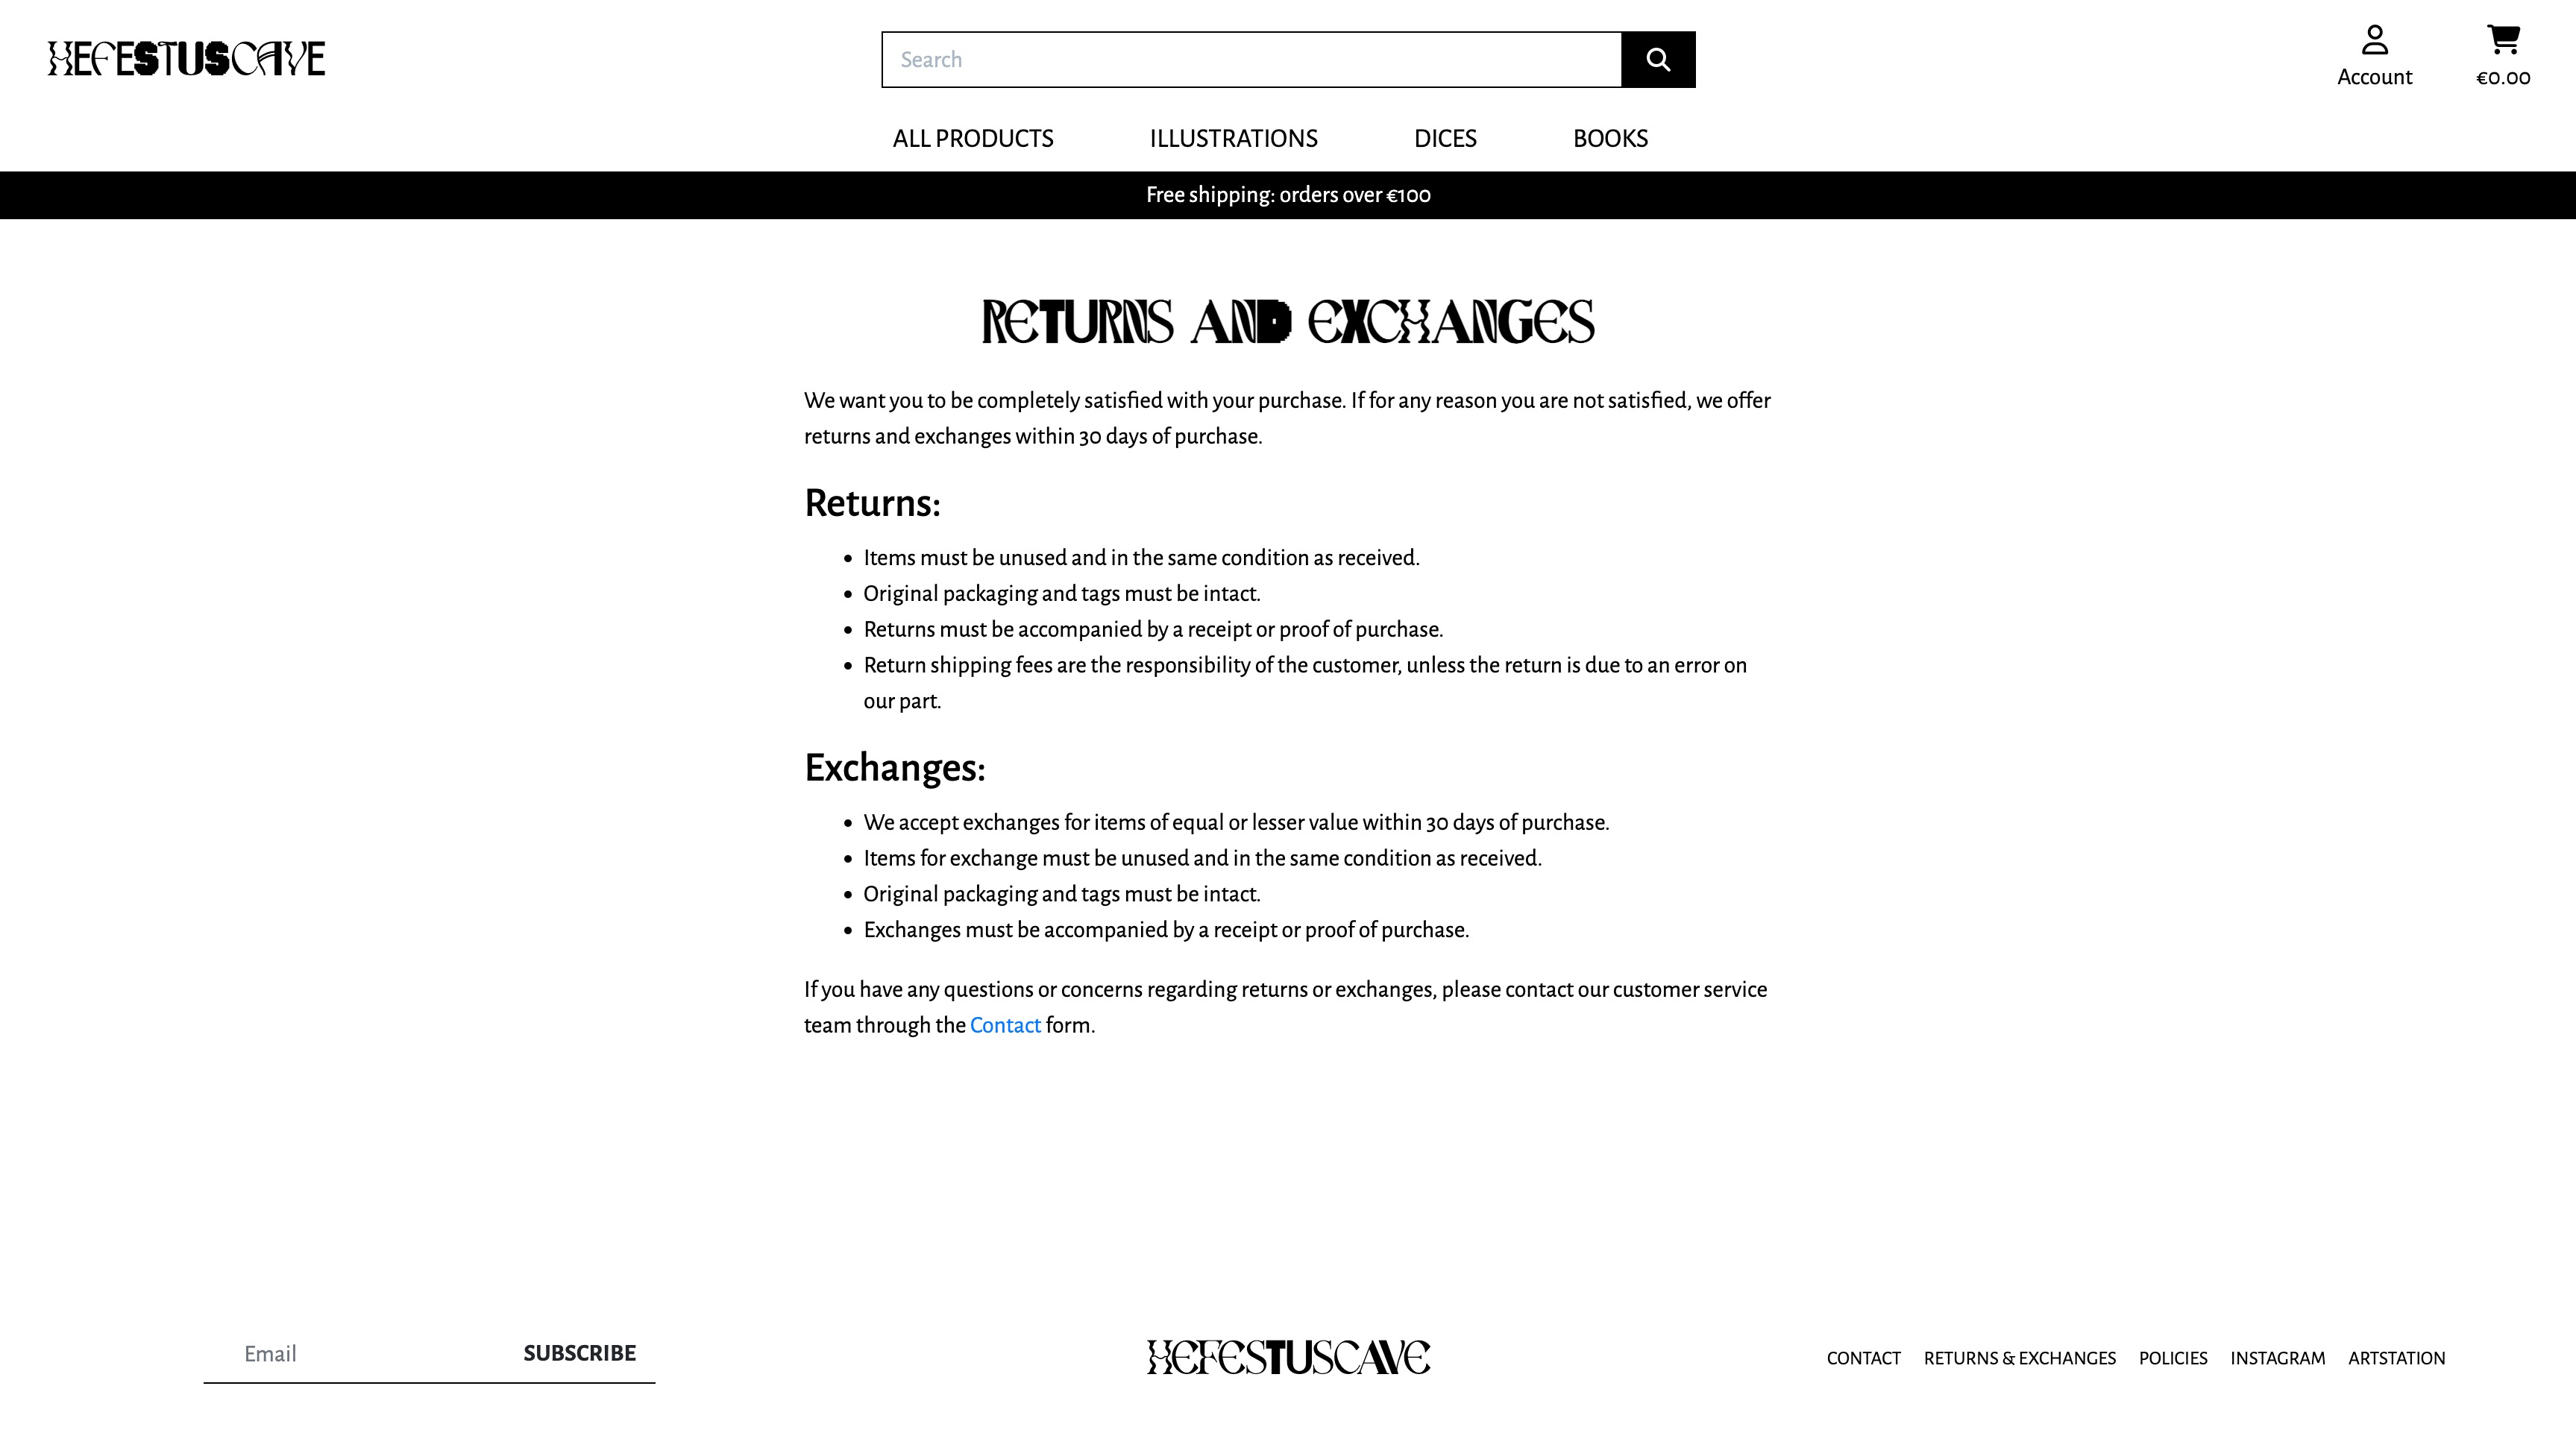 HEFESTUSCAVE
Search
Account
€0.00
ALL PRODUCTS
ILLUSTRATIONS
DICES
BOOKS
Free shipping: orders over €100
RETURNS AND EXCHANGES
We want you to be completely satisfied with your purchase. If for any reason you are not satisfied, we offer
returns and exchanges within 30 days of purchase.
Returns:
• Items must be unused and in the same condition as received.
• Original packaging and tags must be intact.
• Returns must be accompanied by a receipt or proof of purchase.
• Return shipping fees are the responsibility of the customer, unless the return is due to an error on
our part.
Exchanges:
• We accept exchanges for items of equal or lesser value within 30 days of purchase.
• Items for exchange must be unused and in the same condition as received.
• Original packaging and tags must be intact.
• Exchanges must be accompanied by a receipt or proof of purchase.
If you have any questions or concerns regarding returns or exchanges, please contact our customer service
team through the Contact form.
Email
SUBSCRIBE
HEFESTUSCAVE
CONTACT
RETURNS & EXCHANGES
POLICIES
INSTAGRAM
ARTSTATION